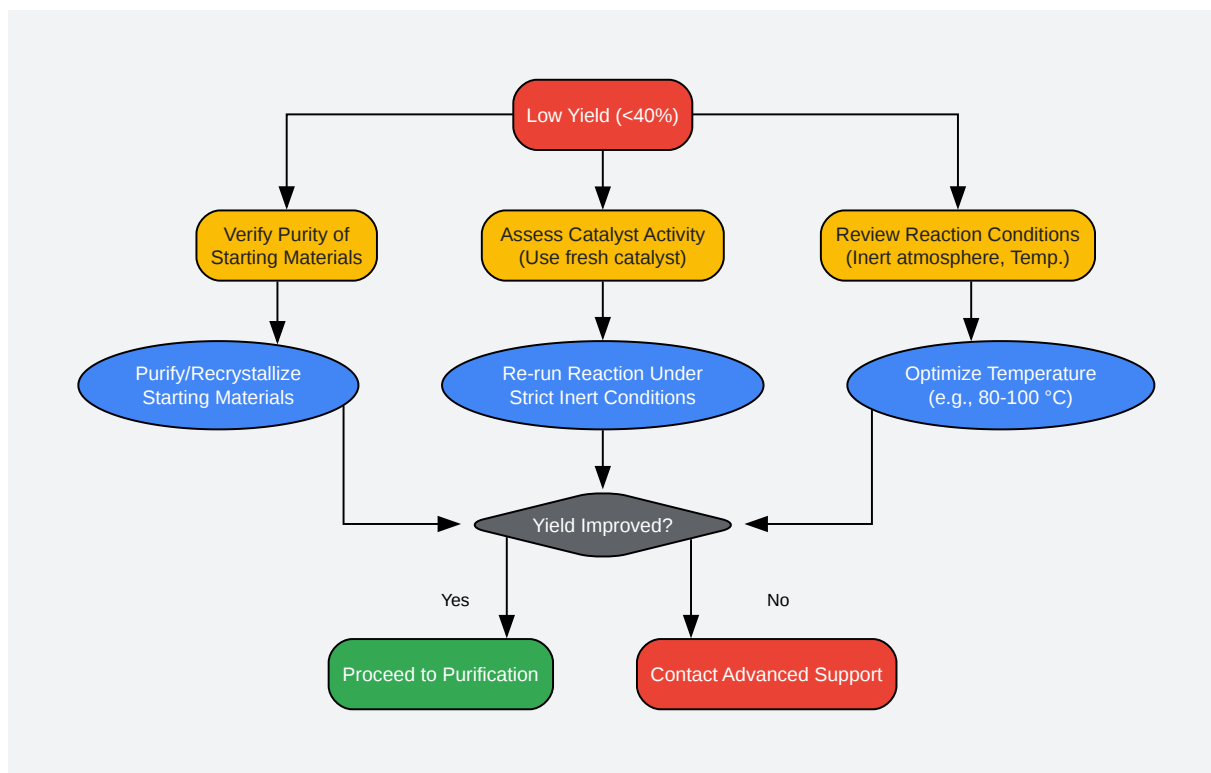 Low Yield (<40%)
Verify Purity of
Starting Materials
Assess Catalyst Activity
(Use fresh catalyst)
Review Reaction Conditions
(Inert atmosphere, Temp.)
Purify/Recrystallize
Starting Materials
Re-run Reaction Under
Strict Inert Conditions
Optimize Temperature
(e.g., 80-100 °C)
Yield Improved?
Yes
No
Proceed to Purification
Contact Advanced Support